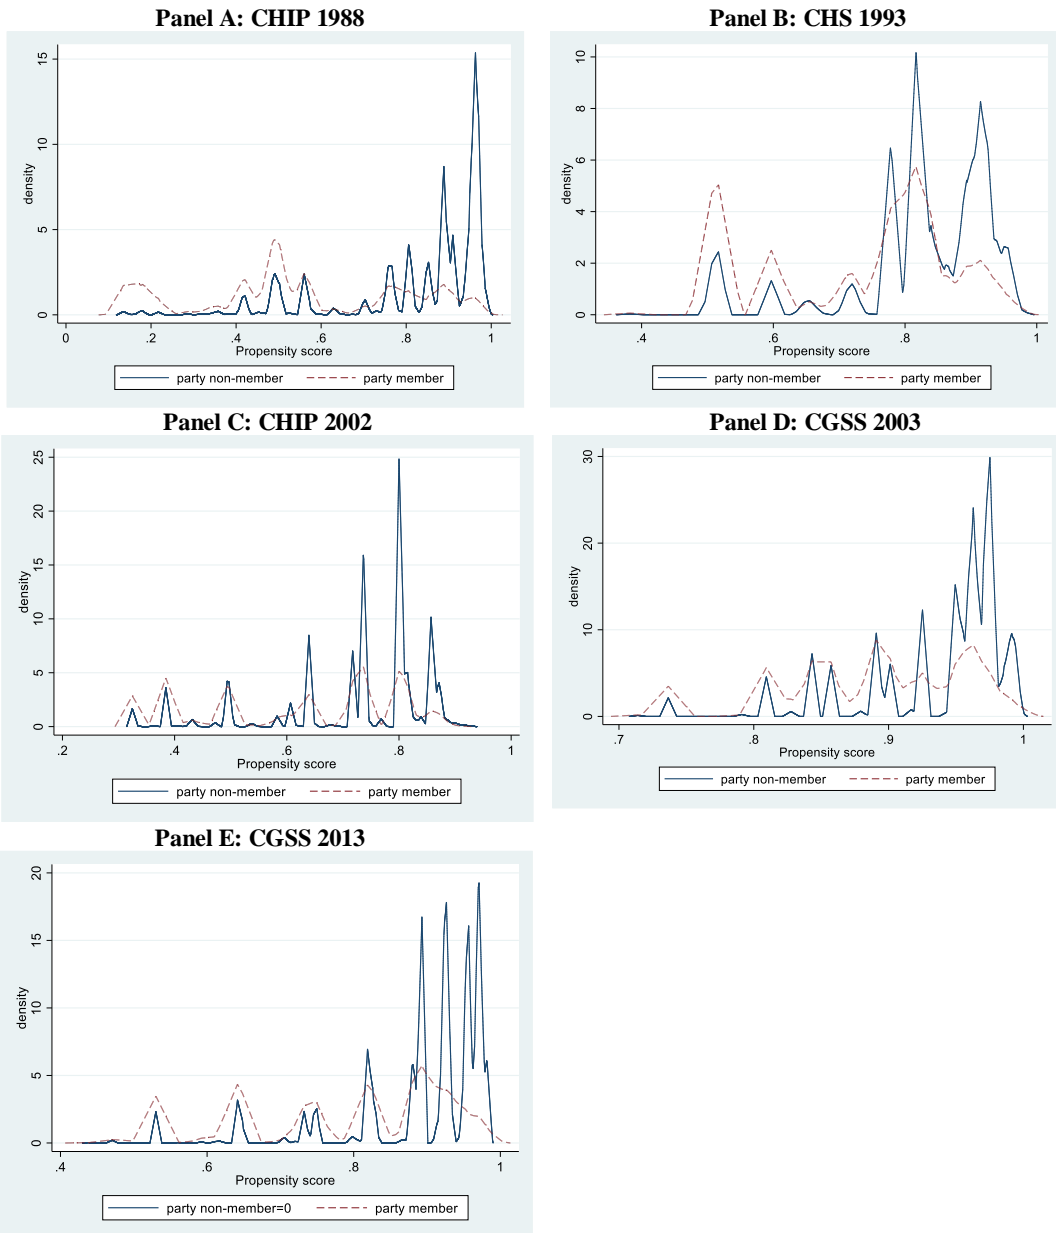 Panel A: CHIP 1988
density
0
5
10
15
0
.2
.4
.6
.8
1
Propensity score
party non-member
party member
Panel B: CHS 1993
density
0
2
4
6
8
10
.4
.6
.8
1
Propensity score
party non-member
party member
Panel C: CHIP 2002
density
0
5
10
15
20
25
.2
.4
.6
.8
1
Propensity score
party non-member
party member
Panel D: CGSS 2003
density
0
10
20
30
.7
.8
.9
1
Propensity score
party non-member
party member
Panel E: CGSS 2013
density
0
5
10
15
20
.4
.6
.8
1
Propensity score
party non-member=0
party member